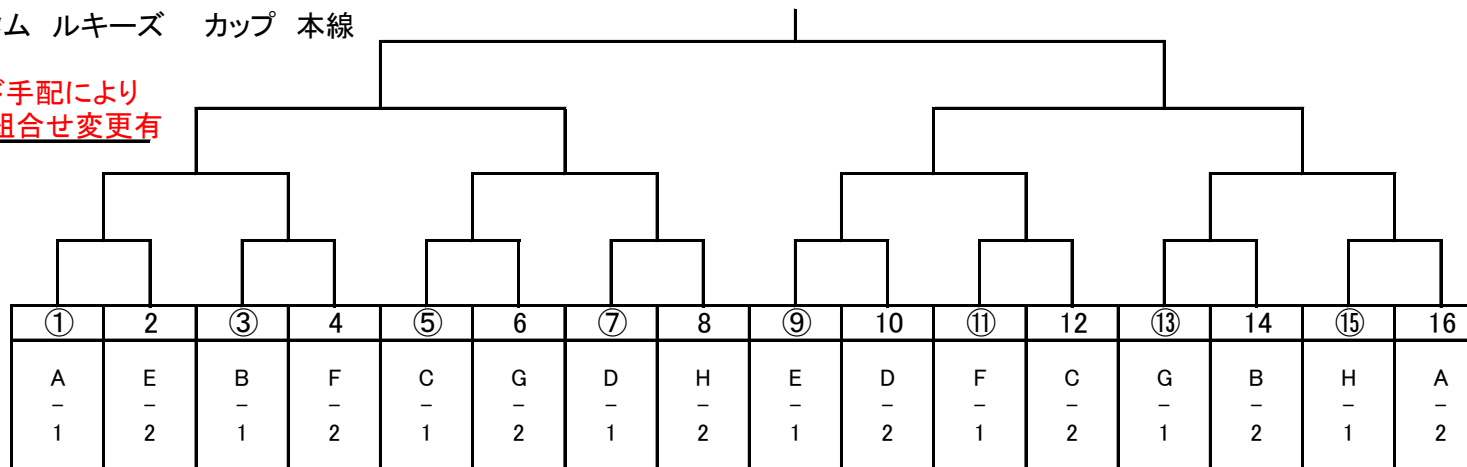 ム ルキーズ カップ 本線
手配により
組合せ変更有
① 2 ③ 4 ⑤ 6 ⑦ 8 ⑨ 10 ⑪ 12 ⑬ 14 ⑮ 16
A E B F C G D H E D F C G B H A
－ － － － － － － － － － － － － － － －
1 2 1 2 1 2 1 2 1 2 1 2 1 2 1 2